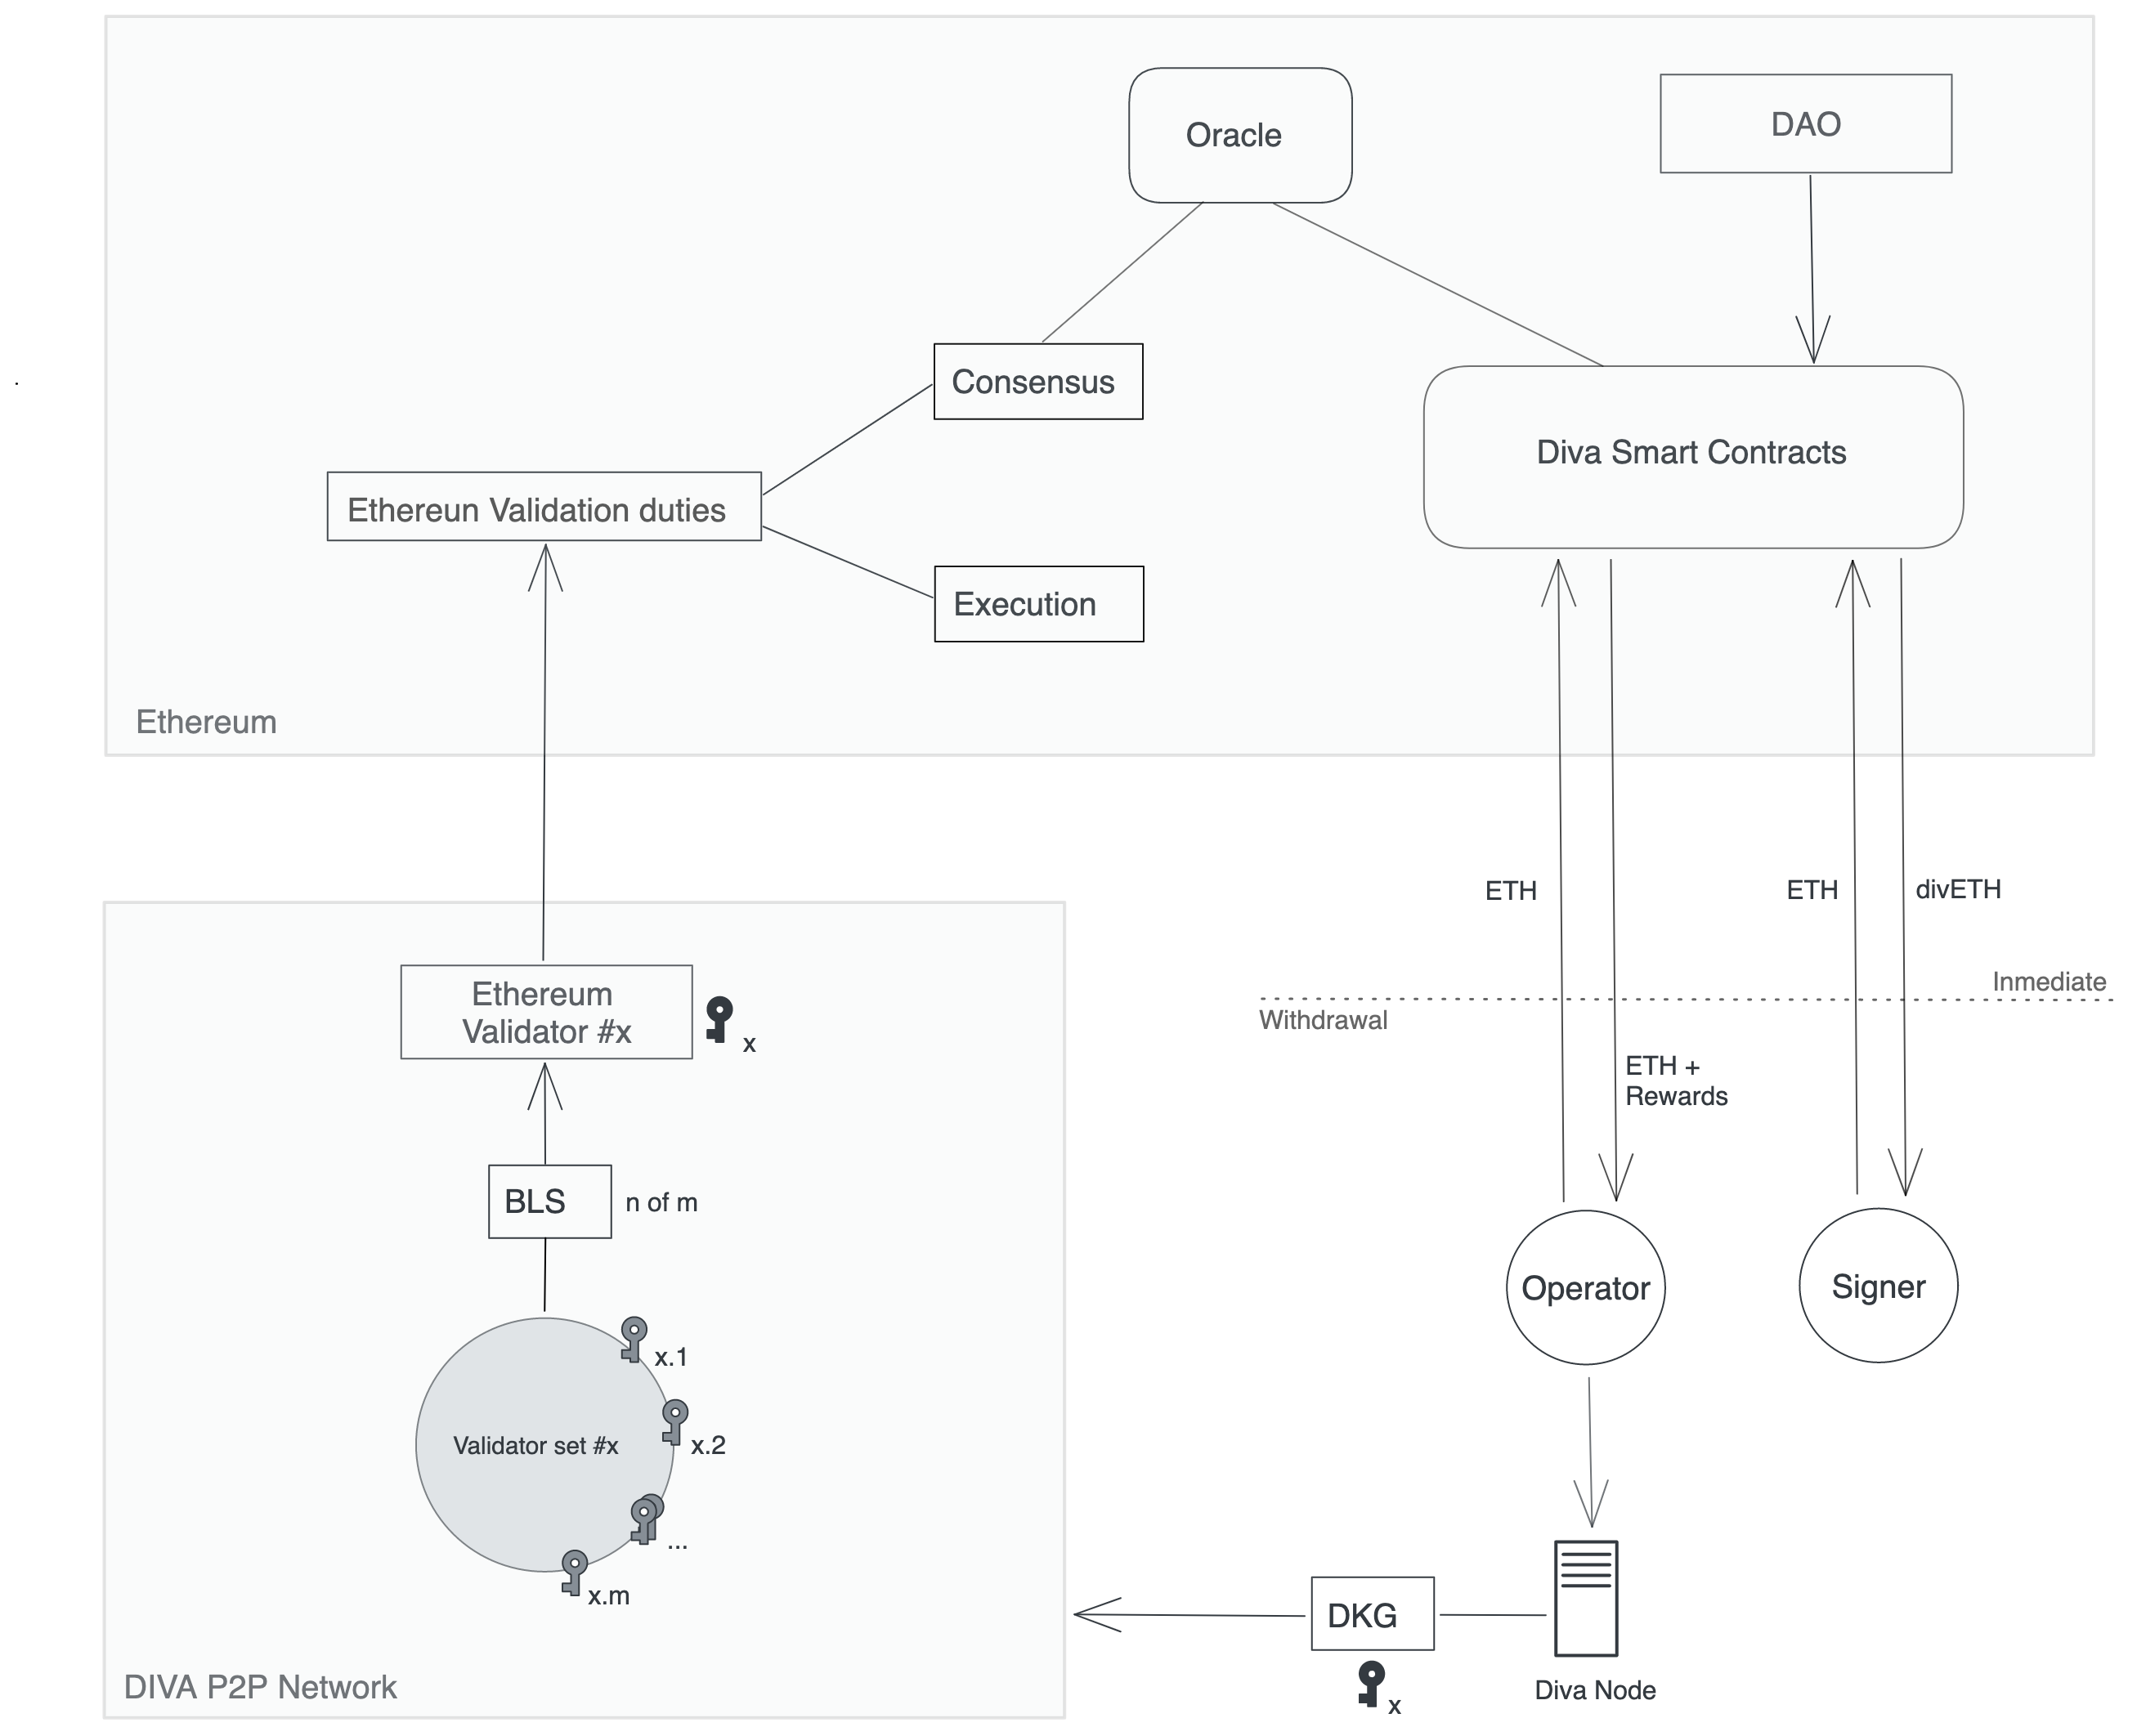 Oracle
DAO
Consensus
Diva Smart Contracts
Ethereun Validation duties
Execution
Ethereum
ETH
ETH
divETH
Inmediate
Withdrawal
Ethereum
Validator #x
x
ETH +
Rewards
BLS
n of m
Operator
Signer
x.1
Validator set #x
x.2
...
x.m
DKG
x
Diva Node
DIVA P2P Network